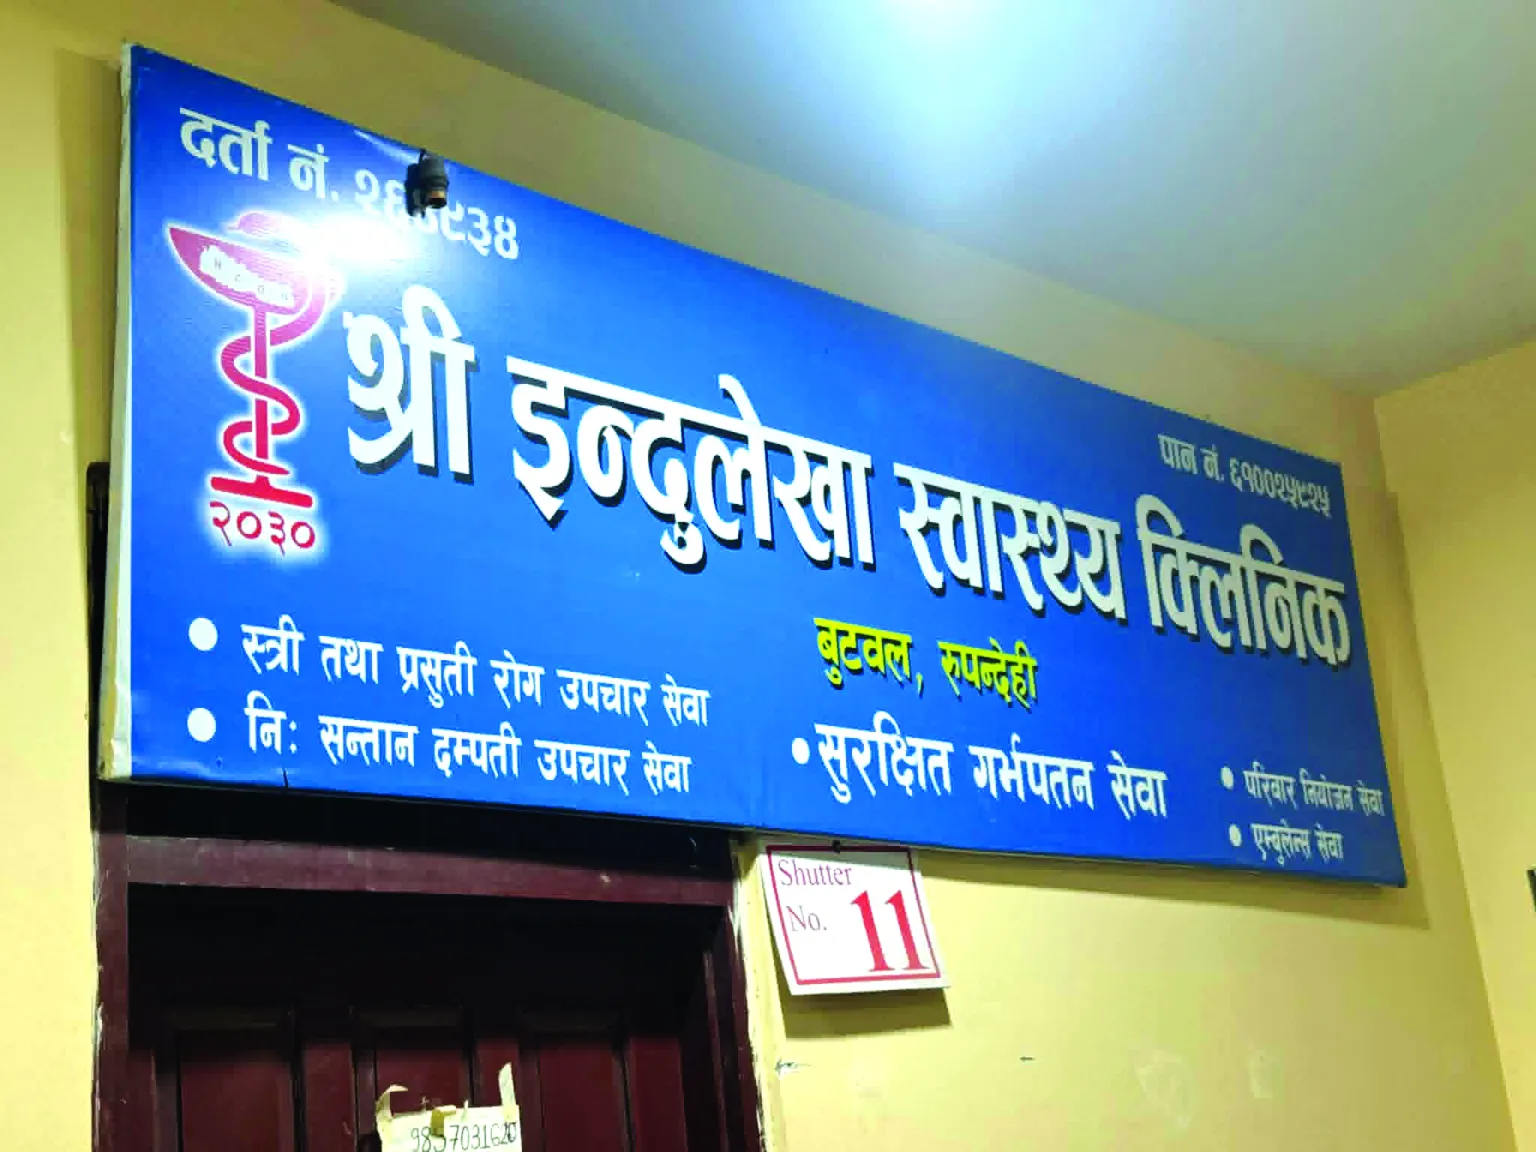 दर्ता नं.
श्री इन्दुलेखा स्वास्थ्य क्लिनिक
पान नं. ६१००२५९२५
२०३०
बुटवल, रुपन्देही
• स्त्री तथा प्रसुती रोग उपचार सेवा
• निः सन्तान दम्पती उपचार सेवा
• सुरक्षित गर्भपतन सेवा
• परिवार नियोजन सेवा
• एम्बुलेन्स सेवा
Shutter
No. 11